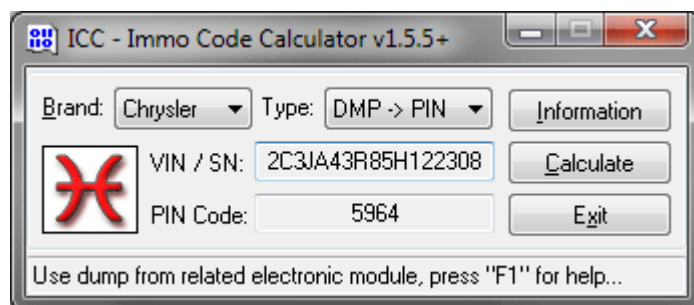 ICC - Immo Code Calculator v1.5.5+
Brand: Chrysler Type: DMP -> PIN Information
VIN / SN: 2C3JA43R85H122308 Calculate
PIN Code: 5964 Exit
Use dump from related electronic module, press "F1" for help...